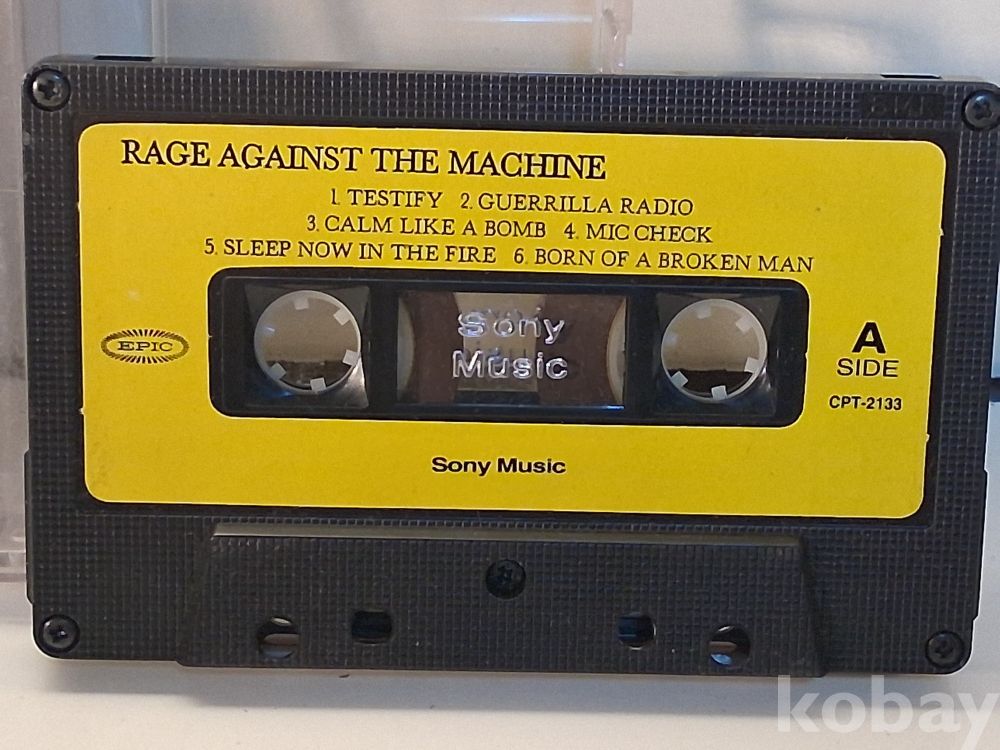 RAGE AGAINST THE MACHINE
1. TESTIFY 2. GUERRILLA RADIO
3. CALM LIKE A BOMB 4. MIC CHECK
5. SLEEP NOW IN THE FIRE 6. BORN OF A BROKEN MAN
Sony
Music
EPIC
A
SIDE
CPT-2133
Sony Music
kobay